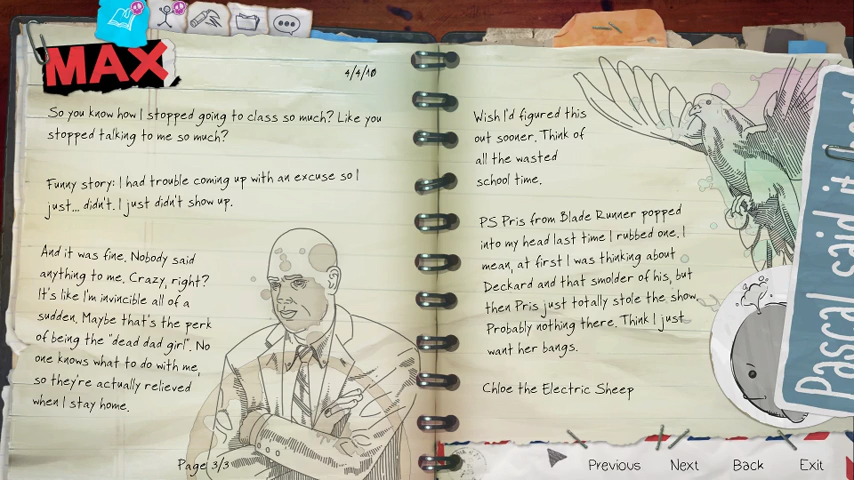 MAX
4/4/10
So you know how I stopped going to class so much? Like you
stopped talking to me so much?
Funny story: I had trouble coming up with an excuse so I
just... didn't. I just didn't show up.
And it was fine. Nobody said
anything to me. Crazy, right?
It's like I'm invincible all of a
sudden. Maybe that's the perk
of being the "dead dad girl". No
one knows what to do with me,
so they're actually relieved
when I stay home.
Page 3/3
Wish I'd figured this
out sooner. Think of
all the wasted
school time.
PS Pris from Blade Runner popped
into my head last time I rubbed one. I
mean, at first I was thinking about
Deckard and that smolder of his, but
then Pris just totally stole the show.
Probably nothing there. Think I just
want her bangs.
Chloe the Electric Sheep
Pascal said it
Previous Next Back Exit